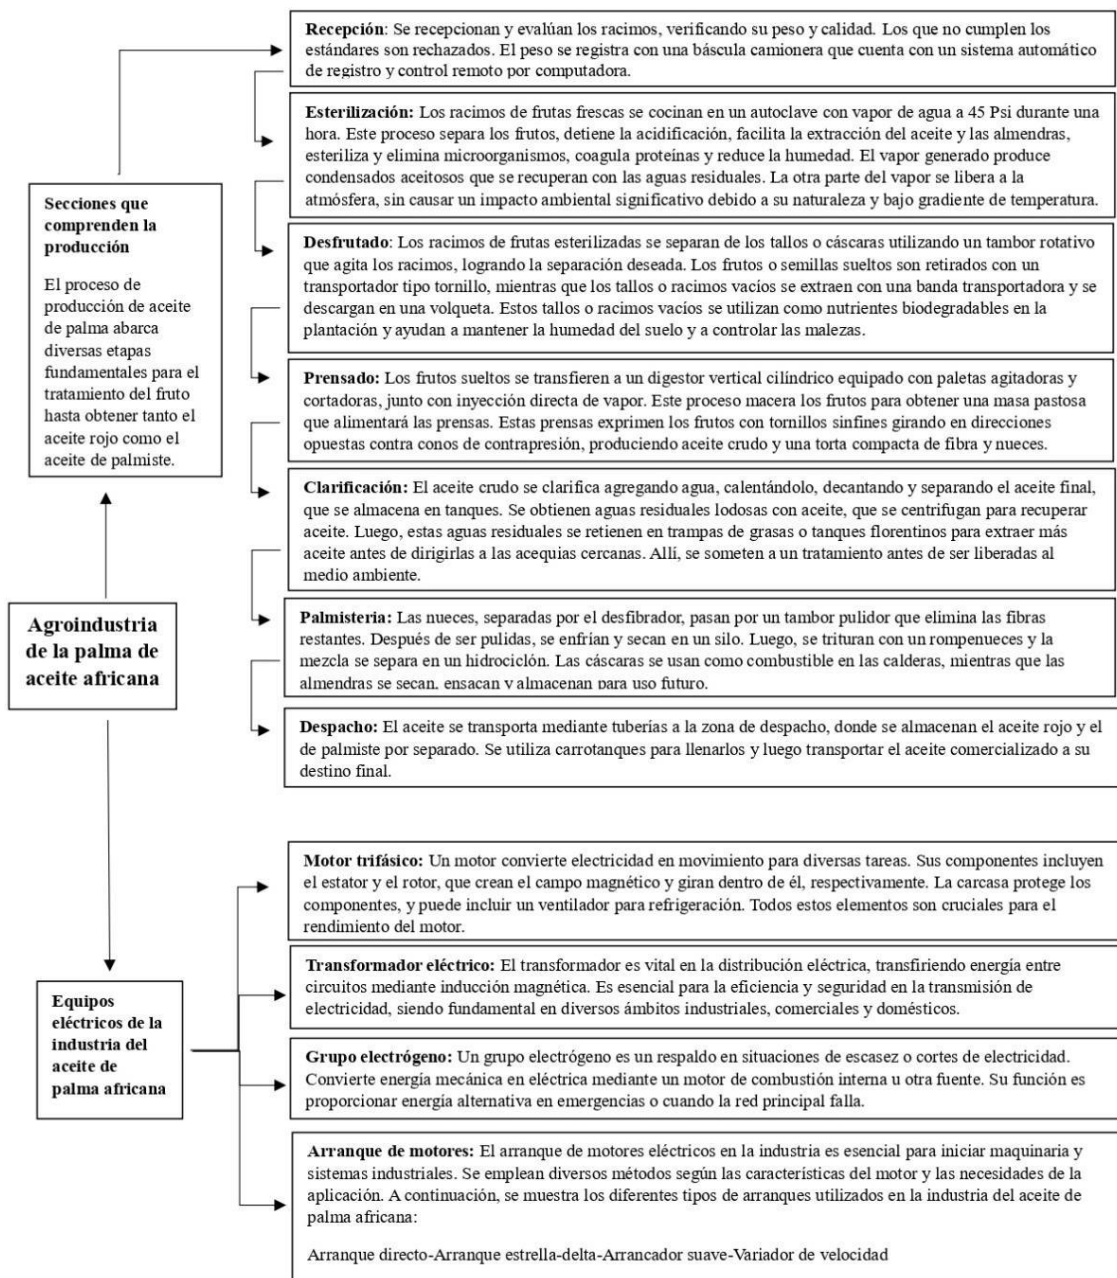 Recepción: Se recepcionan y evalúan los racimos, verificando su peso y calidad. Los que no cumplen los
estándares son rechazados. El peso se registra con una báscula camionera que cuenta con un sistema automático
de registro y control remoto por computadora.
Esterilización: Los racimos de frutas frescas se cocinan en un autoclave con vapor de agua a 45 Psi durante una
hora. Este proceso separa los frutos, detiene la acidificación, facilita la extracción del aceite y las almendras,
esteriliza y elimina microorganismos, coagula proteínas y reduce la humedad. El vapor generado produce
condensados aceitosos que se recuperan con las aguas residuales. La otra parte del vapor se libera a la
atmósfera, sin causar un impacto ambiental significativo debido a su naturaleza y bajo gradiente de temperatura.
Secciones que
comprenden la
producción
El proceso de
producción de aceite
de palma abarca
diversas etapas
fundamentales para el
tratamiento del fruto
hasta obtener tanto el
aceite rojo como el
aceite de palmiste.
Desfrutado: Los racimos de frutas esterilizadas se separan de los tallos o cáscaras utilizando un tambor rotativo
que agita los racimos, logrando la separación deseada. Los frutos o semillas sueltos son retirados con un
transportador tipo tornillo, mientras que los tallos o racimos vacíos se extraen con una banda transportadora y se
descargan en una volqueta. Estos tallos o racimos vacíos se utilizan como nutrientes biodegradables en la
plantación y ayudan a mantener la humedad del suelo y a controlar las malezas.
Prensado: Los frutos sueltos se transfieren a un digestor vertical cilíndrico equipado con paletas agitadoras y
cortadoras, junto con inyección directa de vapor. Este proceso macera los frutos para obtener una masa pastosa
que alimentará las prensas. Estas prensas exprimen los frutos con tornillos sinfines girando en direcciones
opuestas contra conos de contrapresión, produciendo aceite crudo y una torta compacta de fibra y nueces.
Clarificación: El aceite crudo se clarifica agregando agua, calentándolo, decantando y separando el aceite final,
que se almacena en tanques. Se obtienen aguas residuales lodosas con aceite, que se centrifugan para recuperar
aceite. Luego, estas aguas residuales se retienen en trampas de grasas o tanques florentinos para extraer más
aceite antes de dirigirlas a las acequias cercanas. Allí, se someten a un tratamiento antes de ser liberadas al
medio ambiente.
Agroindustria
de la palma de
aceite africana
Palmisteria: Las nueces, separadas por el desfibrador, pasan por un tambor pulidor que elimina las fibras
restantes. Después de ser pulidas, se enfrían y secan en un silo. Luego, se trituran con un rompenueces y la
mezcla se separa en un hidrociclón. Las cáscaras se usan como combustible en las calderas, mientras que las
almendras se secan, ensacan y almacenan para uso futuro.
Despacho: El aceite se transporta mediante tuberías a la zona de despacho, donde se almacenan el aceite rojo y el
de palmiste por separado. Se utiliza carrotanques para llenarlos y luego transportar el aceite comercializado a su
destino final.
Motor trifásico: Un motor convierte electricidad en movimiento para diversas tareas. Sus componentes incluyen
el estator y el rotor, que crean el campo magnético y giran dentro de él, respectivamente. La carcasa protege los
componentes, y puede incluir un ventilador para refrigeración. Todos estos elementos son cruciales para el
rendimiento del motor.
Transformador eléctrico: El transformador es vital en la distribución eléctrica, transfiriendo energía entre
circuitos mediante inducción magnética. Es esencial para la eficiencia y seguridad en la transmisión de
electricidad, siendo fundamental en diversos ámbitos industriales, comerciales y domésticos.
Equipos
eléctricos de la
industria del
aceite de
palma africana
Grupo electrógeno: Un grupo electrógeno es un respaldo en situaciones de escasez o cortes de electricidad.
Convierte energía mecánica en eléctrica mediante un motor de combustión interna u otra fuente. Su función es
proporcionar energía alternativa en emergencias o cuando la red principal falla.
Arranque de motores: El arranque de motores eléctricos en la industria es esencial para iniciar maquinaria y
sistemas industriales. Se emplean diversos métodos según las características del motor y las necesidades de la
aplicación. A continuación, se muestra los diferentes tipos de arranques utilizados en la industria del aceite de
palma africana:
Arranque directo-Arranque estrella-delta-Arrancador suave-Variador de velocidad